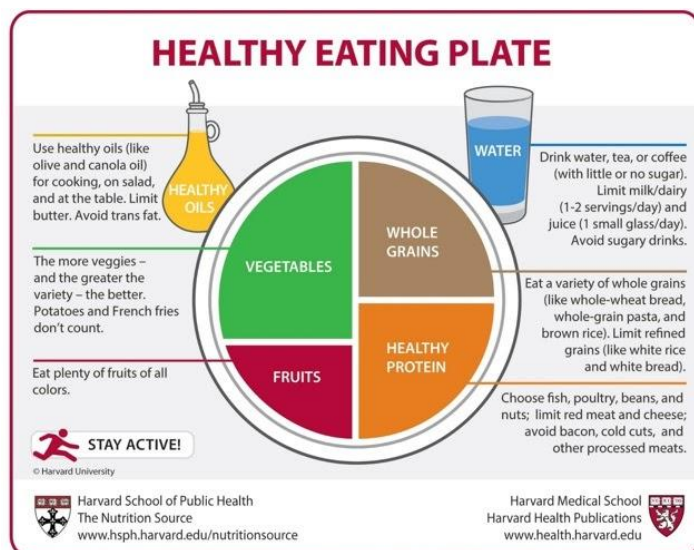 HEALTHY EATING PLATE
Use healthy oils (like
olive and canola oil)
for cooking, on salad,
and at the table. Limit
butter. Avoid trans fat.
HEALTHY
OILS
WATER
Drink water, tea, or coffee
(with little or no sugar).
Limit milk/dairy
(1-2 servings/day) and
juice (1 small glass/day).
Avoid sugary drinks.
The more veggies –
and the greater the
variety – the better.
Potatoes and French fries
don’t count.
VEGETABLES
WHOLE
GRAINS
Eat a variety of whole grains
(like whole-wheat bread,
whole-grain pasta, and
brown rice). Limit refined
grains (like white rice
and white bread).
Eat plenty of fruits of all
colors.
FRUITS
HEALTHY
PROTEIN
Choose fish, poultry, beans, and
nuts; limit red meat and cheese;
avoid bacon, cold cuts, and
other processed meats.
STAY ACTIVE!
© Harvard University
Harvard School of Public Health
The Nutrition Source
www.hsph.harvard.edu/nutritionsource
Harvard Medical School
Harvard Health Publications
www.health.harvard.edu